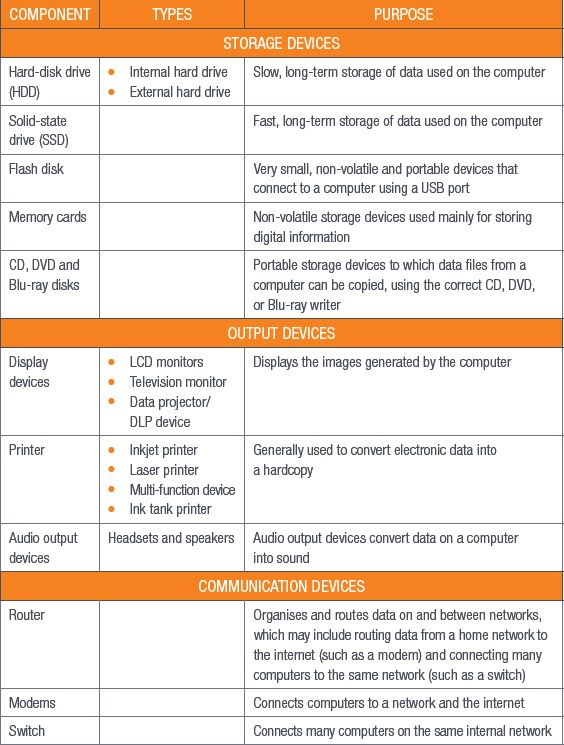 COMPONENT TYPES PURPOSE
STORAGE DEVICES
Hard-disk drive
(HDD)
● Internal hard drive
● External hard drive
Slow, long-term storage of data used on the computer
Solid-state
drive (SSD)
Fast, long-term storage of data used on the computer
Flash disk
Very small, non-volatile and portable devices that
connect to a computer using a USB port
Memory cards
Non-volatile storage devices used mainly for storing
digital information
CD, DVD and
Blu-ray disks
Portable storage devices to which data files from a
computer can be copied, using the correct CD, DVD,
or Blu-ray writer
OUTPUT DEVICES
Display
devices
● LCD monitors
● Television monitor
● Data projector/
DLP device
Displays the images generated by the computer
Printer
● Inkjet printer
● Laser printer
● Multi-function device
● Ink tank printer
Generally used to convert electronic data into
a hardcopy
Audio output
devices
Headsets and speakers
Audio output devices convert data on a computer
into sound
COMMUNICATION DEVICES
Router
Organises and routes data on and between networks,
which may include routing data from a home network to
the internet (such as a modem) and connecting many
computers to the same network (such as a switch)
Modems
Connects computers to a network and the internet
Switch
Connects many computers on the same internal network